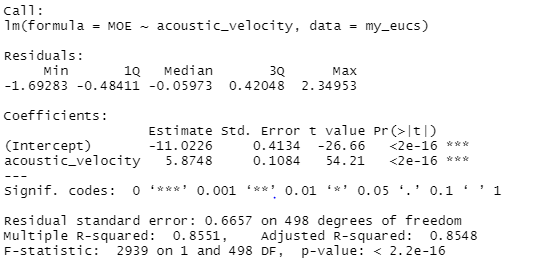 Call:
lm(formula = MOE ~ acoustic_velocity, data = my_eucs)
Residuals:
     Min       1Q   Median       3Q      Max
-1.69283 -0.48411 -0.05973  0.42048  2.34953
Coefficients:
                  Estimate Std. Error t value Pr(>|t|)
(Intercept)       -11.0226     0.4134  -26.66   <2e-16 ***
acoustic_velocity   5.8748     0.1084   54.21   <2e-16 ***
---
Signif. codes:  0 ‘***’ 0.001 ‘**’ 0.01 ‘*’ 0.05 ‘.’ 0.1 ‘ ’ 1
Residual standard error: 0.6657 on 498 degrees of freedom
Multiple R-squared:  0.8551,    Adjusted R-squared:  0.8548
F-statistic:  2939 on 1 and 498 DF,  p-value: < 2.2e-16